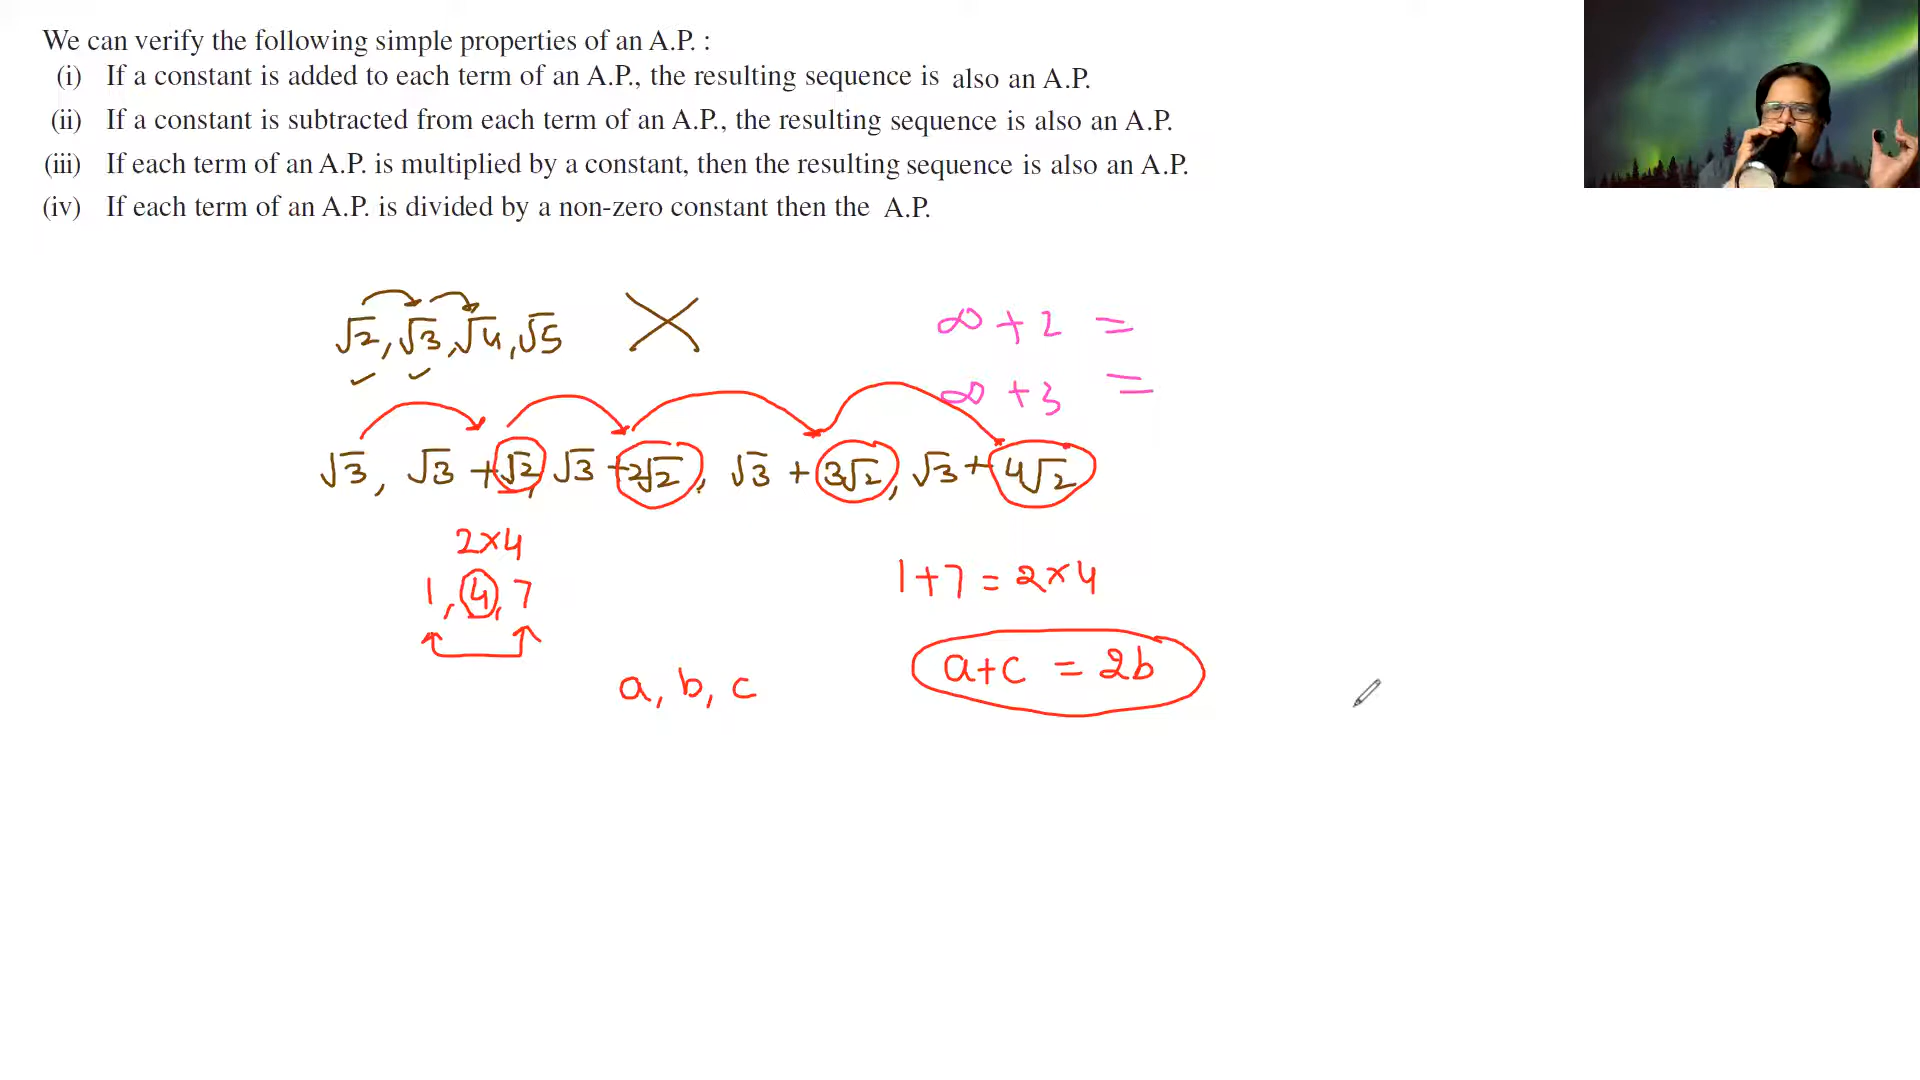 We can verify the following simple properties of an A.P. :
(i) If a constant is added to each term of an A.P., the resulting sequence is also an A.P.
(ii) If a constant is subtracted from each term of an A.P., the resulting sequence is also an A.P.
(iii) If each term of an A.P. is multiplied by a constant, then the resulting sequence is also an A.P.
(iv) If each term of an A.P. is divided by a non-zero constant then the A.P.
√2, √3, √4, √5
∞ + 2 =
∞ + 3 =
√3, √3 + √2, √3 + 2√2, √3 + 3√2, √3 + 4√2
2×4
1, 4, 7
1+7 = 2×4
a+c = 2b
a, b, c